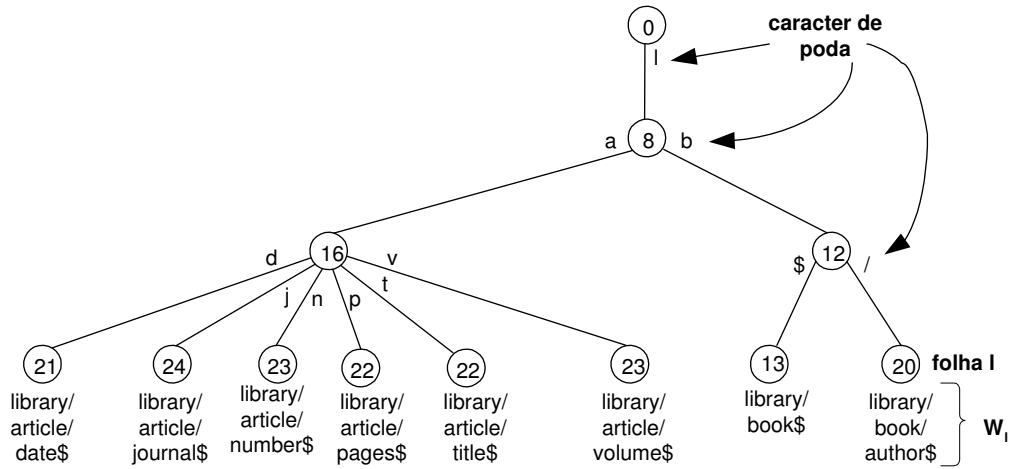 0
caracter de
poda
l
a
8
b
d
16
v
j
n
p
t
$
12
/
21
24
23
22
22
23
13
20
folha l
library/
article/
date$
library/
article/
journal$
library/
article/
number$
library/
article/
pages$
library/
article/
title$
library/
article/
volume$
library/
book$
library/
book/
author$
W_l